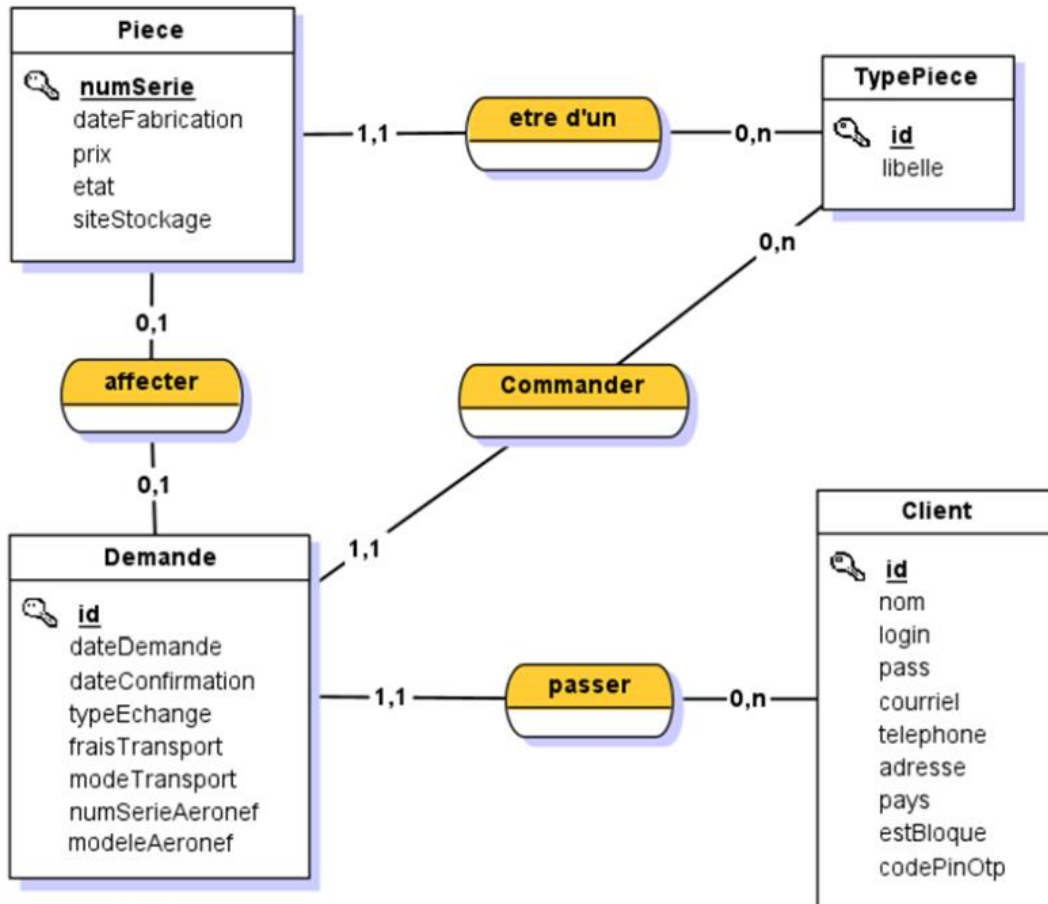 Piece
numSerie
dateFabrication
prix
etat
siteStockage
1,1
etre d'un
0,n
TypePiece
id
libelle
0,1
affecter
0,1
0,n
Commander
1,1
Demande
id
dateDemande
dateConfirmation
typeEchange
fraisTransport
modeTransport
numSerieAeronef
modeleAeronef
1,1
passer
0,n
Client
id
nom
login
pass
courriel
telephone
adresse
pays
estBloque
codePinOtp